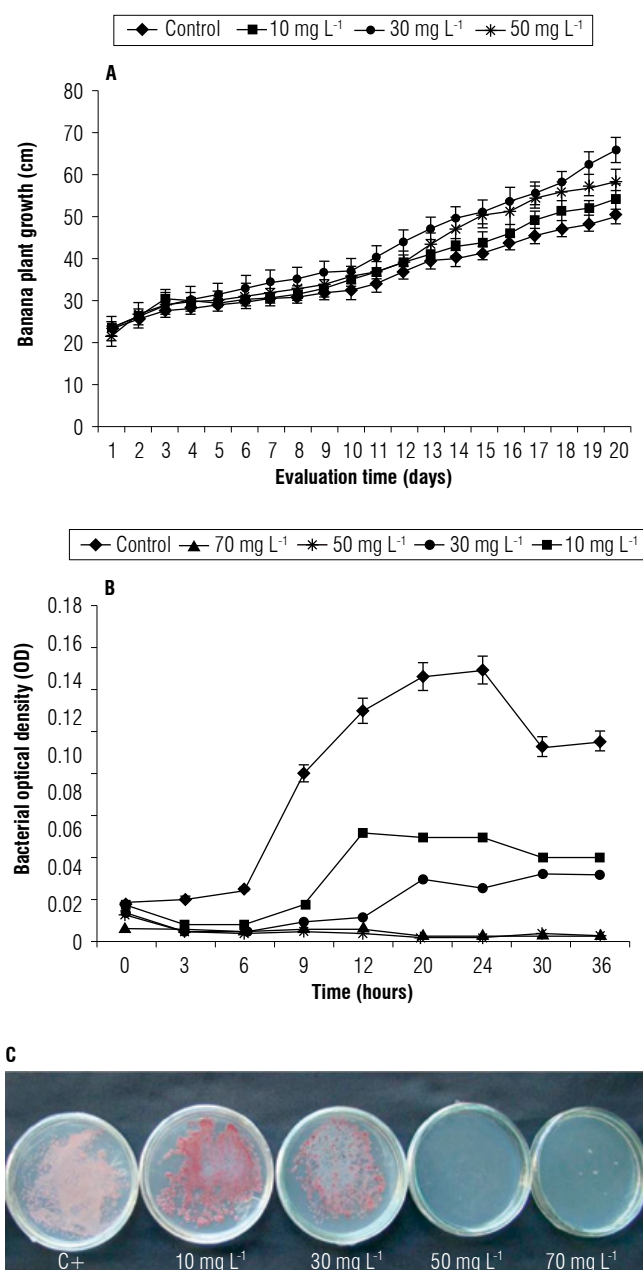 Control 10 mg L⁻¹ 30 mg L⁻¹ 50 mg L⁻¹
A
Banana plant growth (cm)
80
70
60
50
40
30
20
10
0
1 2 3 4 5 6 7 8 9 10 11 12 13 14 15 16 17 18 19 20
Evaluation time (days)
Control 70 mg L⁻¹ 50 mg L⁻¹ 30 mg L⁻¹ 10 mg L⁻¹
B
Bacterial optical density (OD)
0.18
0.16
0.14
0.12
0.10
0.08
0.06
0.04
0.02
0
0 3 6 9 12 20 24 30 36
Time (hours)
C
C+ 10 mg L⁻¹ 30 mg L⁻¹ 50 mg L⁻¹ 70 mg L⁻¹